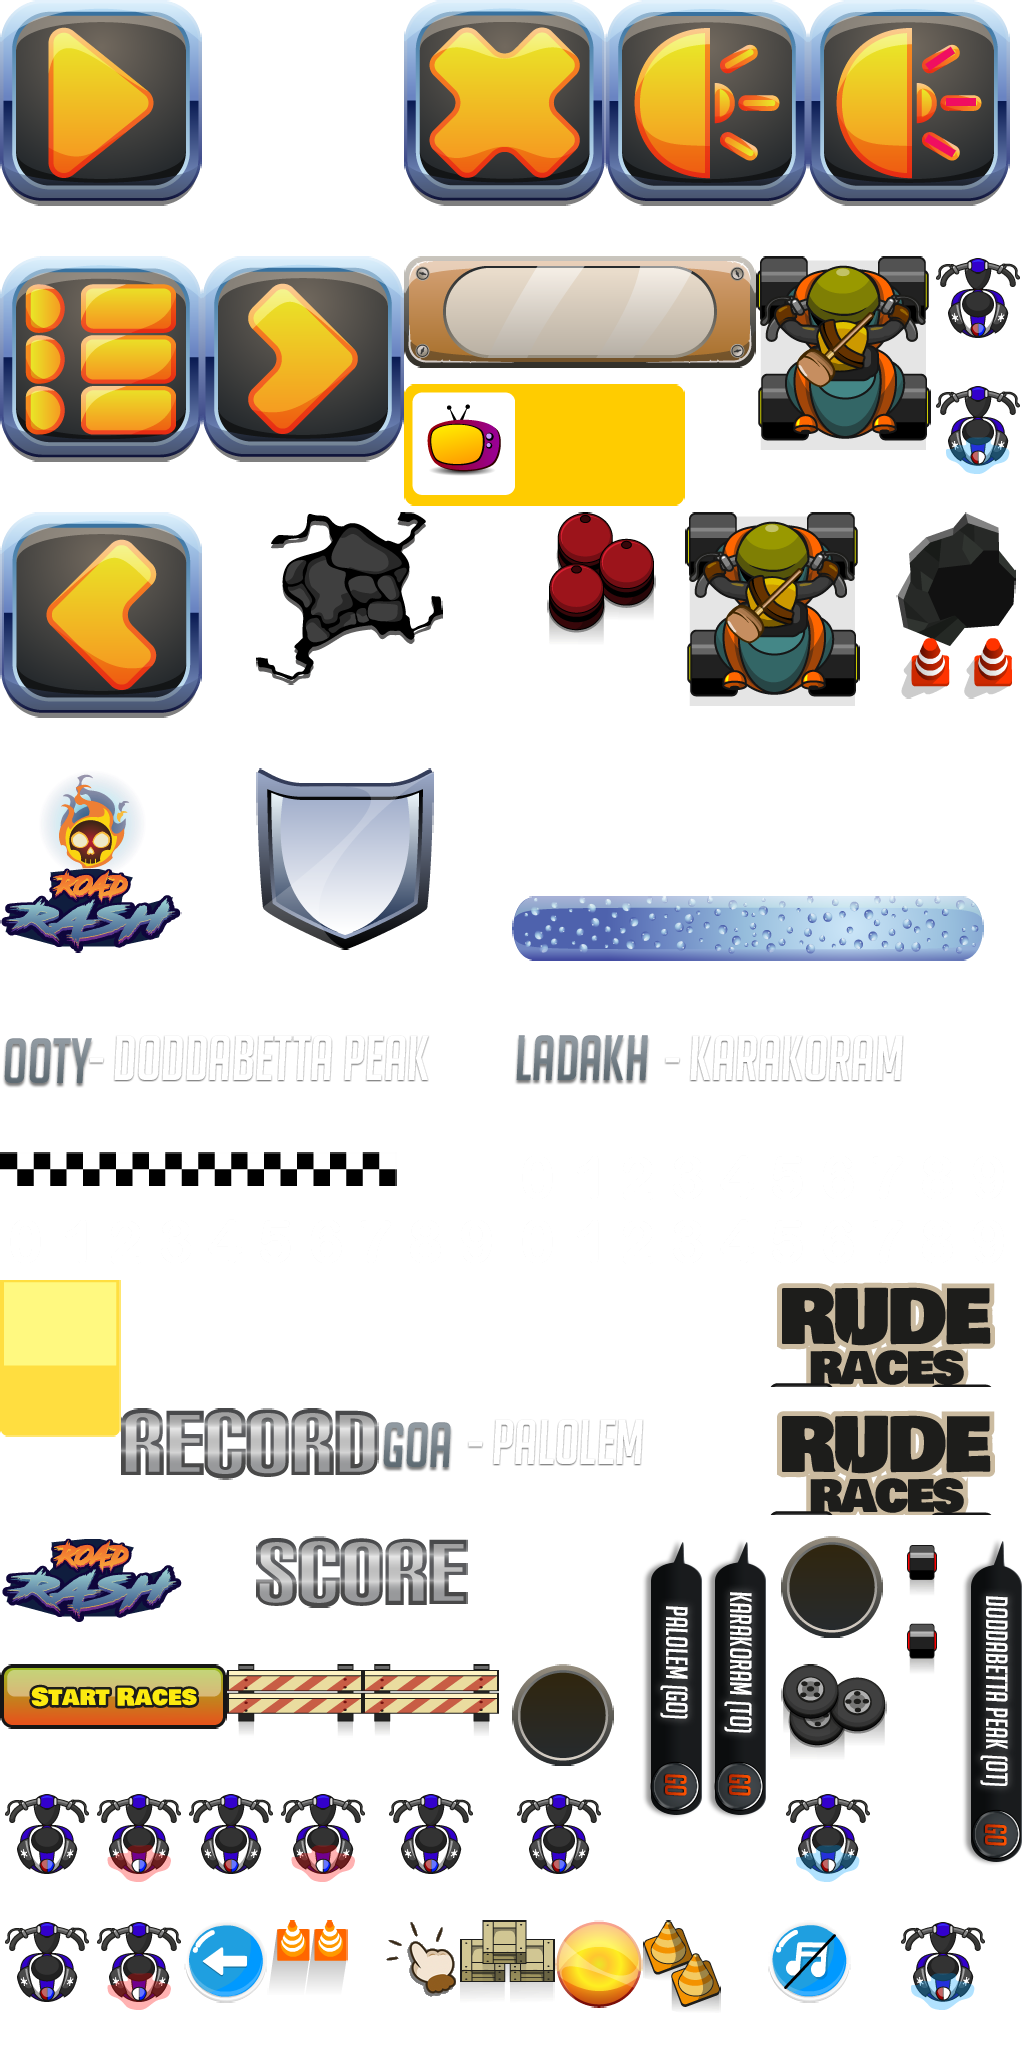 ROAD
RASH
OOTY - DODDABETTA PEAK
LADAKH - KARAKORAM
RUDE
RACES
RECORD
GOA - PALOLEM
RUDE
RACES
ROAD
RASH
SCORE
PALOLEM (GO)
GO
KARAKORAM (TO)
GO
DODDABETTA PEAK (OT)
GO
START RACES